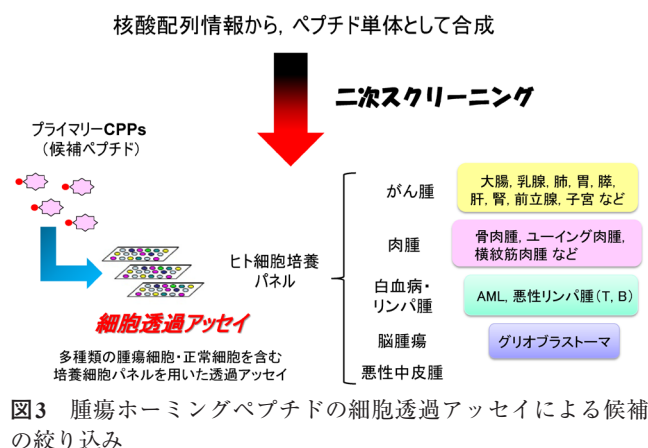 核酸配列情報から，ペプチド単体として合成
二次スクリーニング
プライマリーCPPs
（候補ペプチド）
細胞透過アッセイ
多種類の腫瘍細胞・正常細胞を含む
培養細胞パネルを用いた透過アッセイ
ヒト細胞培養
パネル
がん腫
大腸, 乳腺, 肺, 胃, 膵,
肝, 腎, 前立腺, 子宮 など
肉腫
骨肉腫, ユーイング肉腫,
横紋筋肉腫 など
白血病・
リンパ腫
AML, 悪性リンパ腫（T, B）
脳腫瘍
グリオブラストーマ
悪性中皮腫
図3　腫瘍ホーミングペプチドの細胞透過アッセイによる候補
の絞り込み